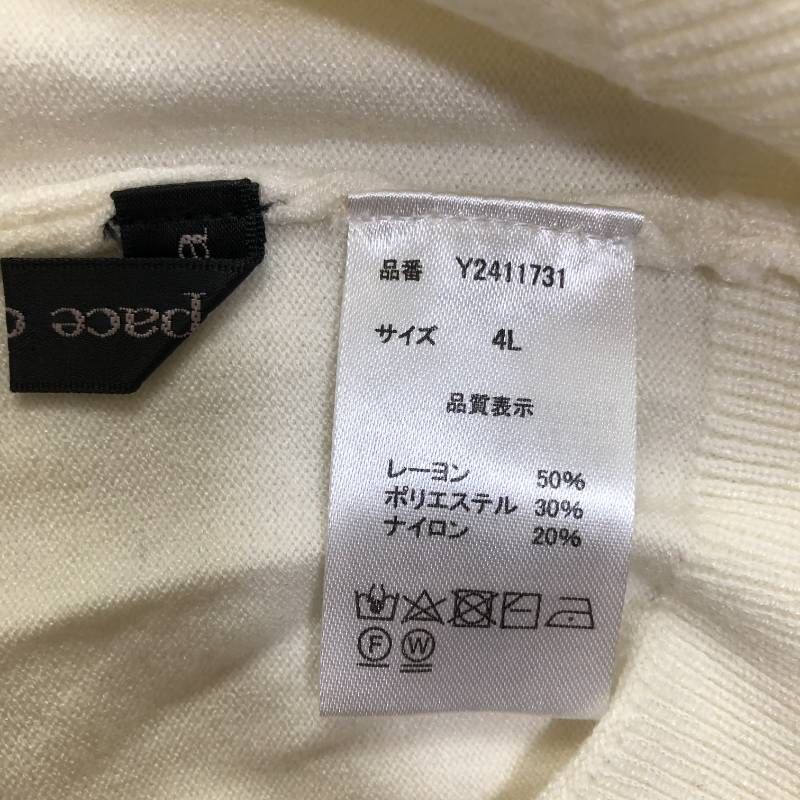 品番 Y2411731
サイズ 4L
品質表示
レーヨン 50%
ポリエステル 30%
ナイロン 20%
F W
pace
a